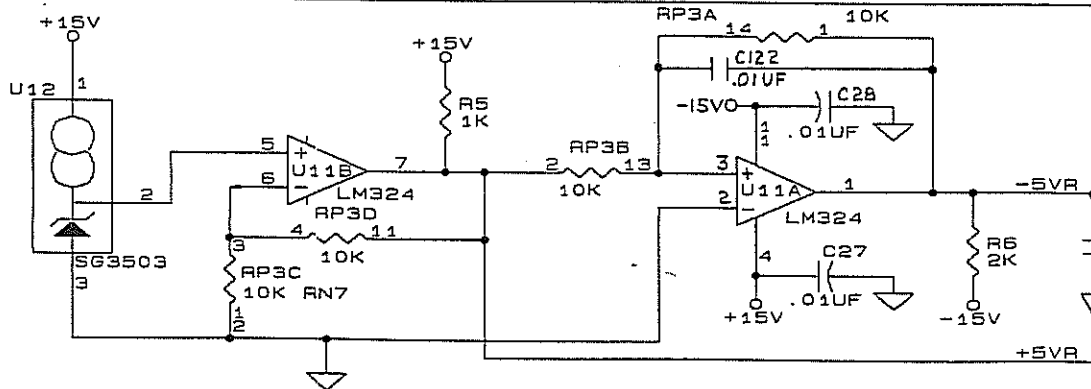 +15V
1
U12
2
SG3503
3
+15V
R5
1K
5
+
U11B
7
6
-
LM324
RP3D
4
11
10K
3
RP3C
10K RN7
1
2
RP3A
10K
14
1
C122
.01UF
-15V
C28
.01UF
11
RP3B
2
13
10K
3
+
U11A
1
2
-
LM324
4
C27
.01UF
+15V
-5VR
R6
2K
-15V
+5VR